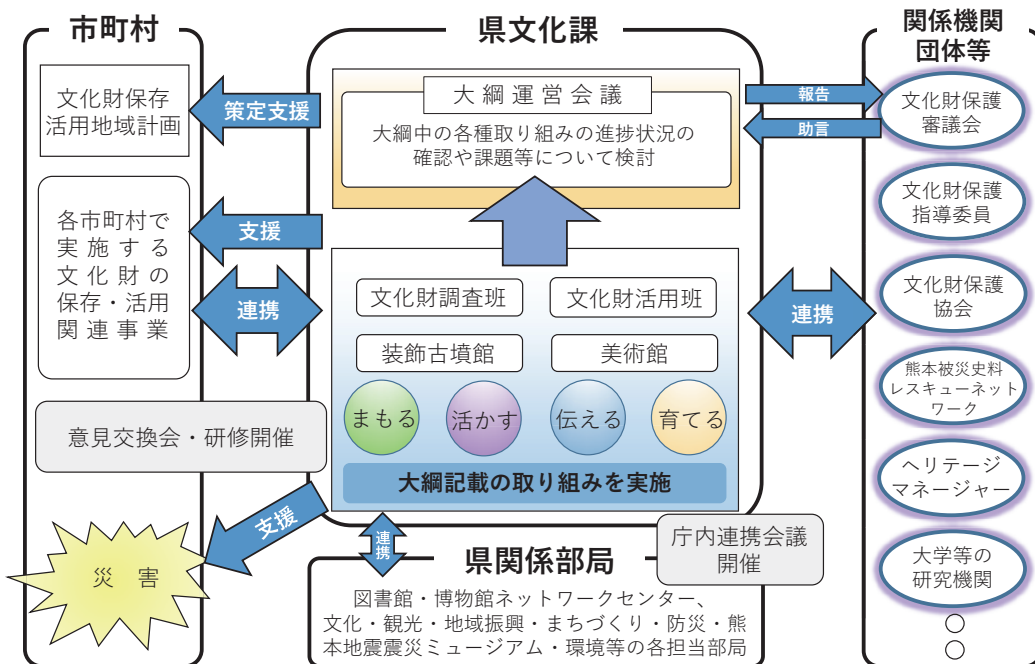 市町村
文化財保存
活用地域計画
各市町村で
実施する
文化財の
保存・活用
関連事業
意見交換会・研修開催
災害
策定支援
支援
連携
支援
県文化課
大綱運営会議
大綱中の各種取り組みの進捗状況の
確認や課題等について検討
文化財調査班
文化財活用班
装飾古墳館
美術館
まもる
活かす
伝える
育てる
大綱記載の取り組みを実施
連携
県関係部局
庁内連携会議
開催
図書館・博物館ネットワークセンター、
文化・観光・地域振興・まちづくり・防災・熊
本地震震災ミュージアム・環境等の各担当部局
報告
助言
連携
関係機関
団体等
文化財保護
審議会
文化財保護
指導委員
文化財保護
協会
熊本被災史料
レスキューネット
ワーク
ヘリテージ
マネージャー
大学等の
研究機関
○
○